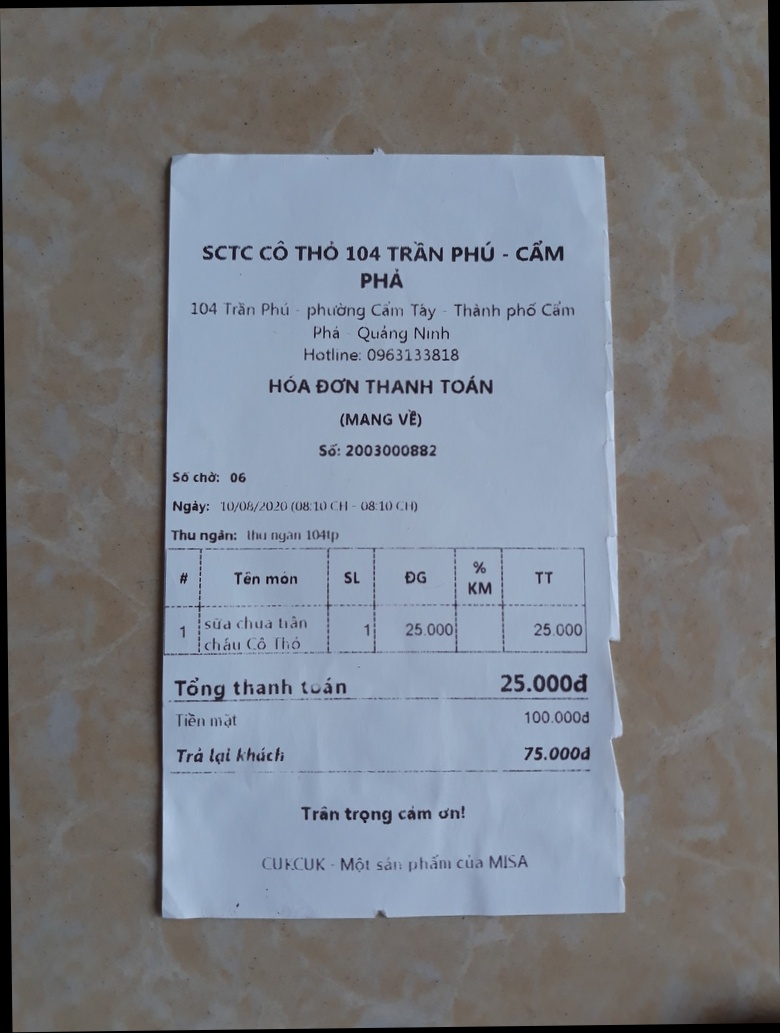 SCTC CÔ THỎ 104 TRẦN PHÚ - CẨM
PHẢ
104 Trần Phú - phường Cẩm Tây - Thành phố Cẩm
Phả - Quảng Ninh
Hotline: 0963133818
HÓA ĐƠN THANH TOÁN
(MANG VỀ)
Số: 2003000882
Số chờ: 06
Ngày: 10/08/2020 (08:10 CH - 08:10 CH)
Thu ngân: Thu ngân 104tp
# Tên món SL ĐG % KM TT
1 sữa chua trân 1 25.000 25.000
châu Cô Thỏ
Tổng thanh toán 25.000đ
Tiền mặt 100.000đ
Trả lại khách 75.000đ
Trân trọng cảm ơn!
CUKCUK - Một sản phẩm của MISA